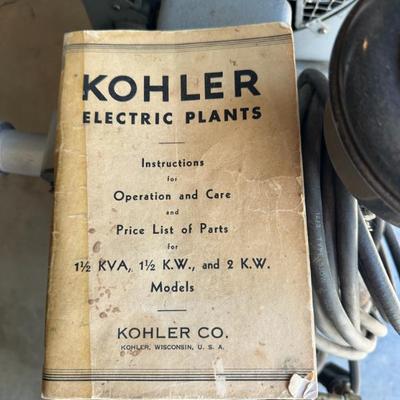 KOHLER
ELECTRIC PLANTS
Instructions
for
Operation and Care
and
Price List of Parts
for
1½ KVA, 1½ K.W., and 2 K.W.
Models
KOHLER CO.
KOHLER, WISCONSIN, U. S. A.